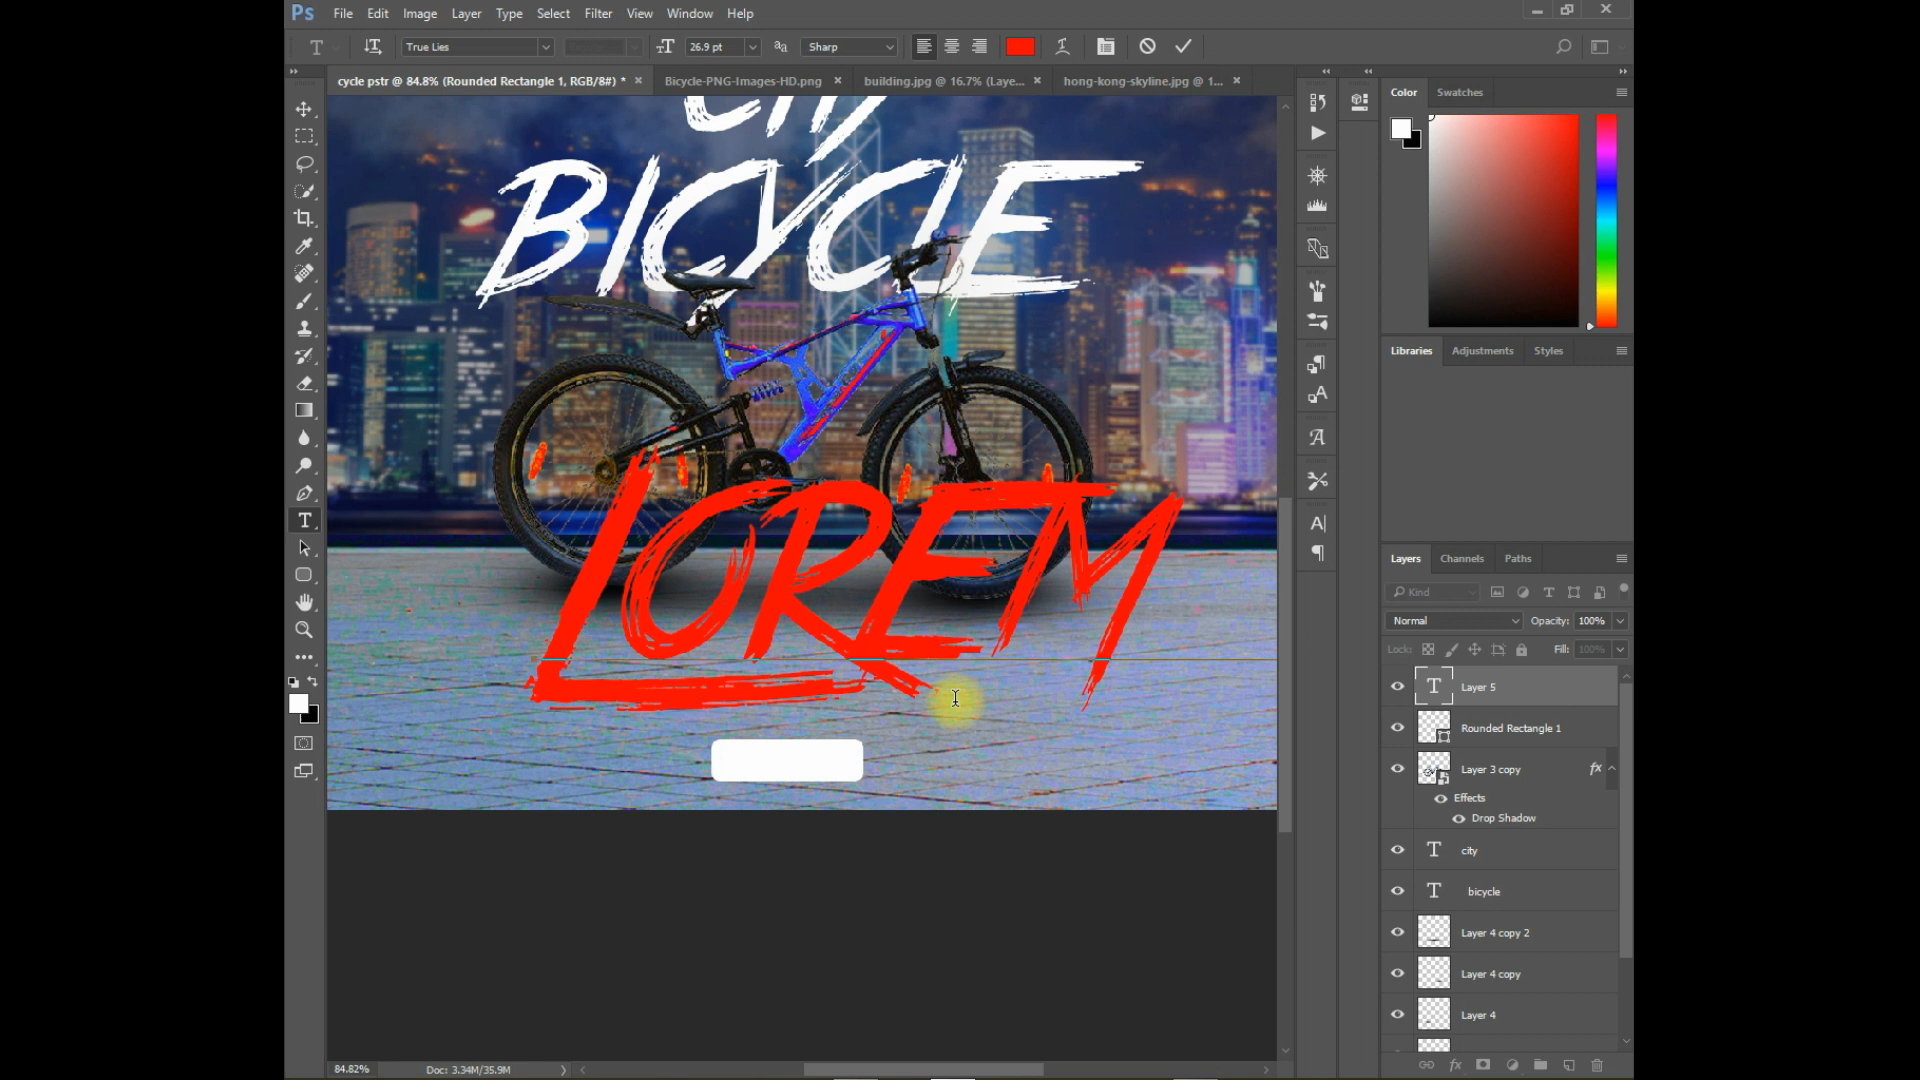 Ps File Edit Image Layer Type Select Filter View Window Help
True Lies 26.9 pt Sharp
cycle pstr @ 84.8% (Rounded Rectangle 1, RGB/8#) * Bicycle-PNG-Images-HD.png building.jpg @ 16.7% (Laye... hong-kong-skyline.jpg @ 1...
Color Swatches
City
BICYCLE
LOREM
Libraries Adjustments Styles
Layers Channels Paths
Kind
Normal Opacity: 100%
Lock: Fill: 100%
Layer 5
Rounded Rectangle 1
Layer 3 copy fx
Effects
Drop Shadow
city
bicycle
Layer 4 copy 2
Layer 4 copy
Layer 4
84.82% Doc: 3.34M/35.9M